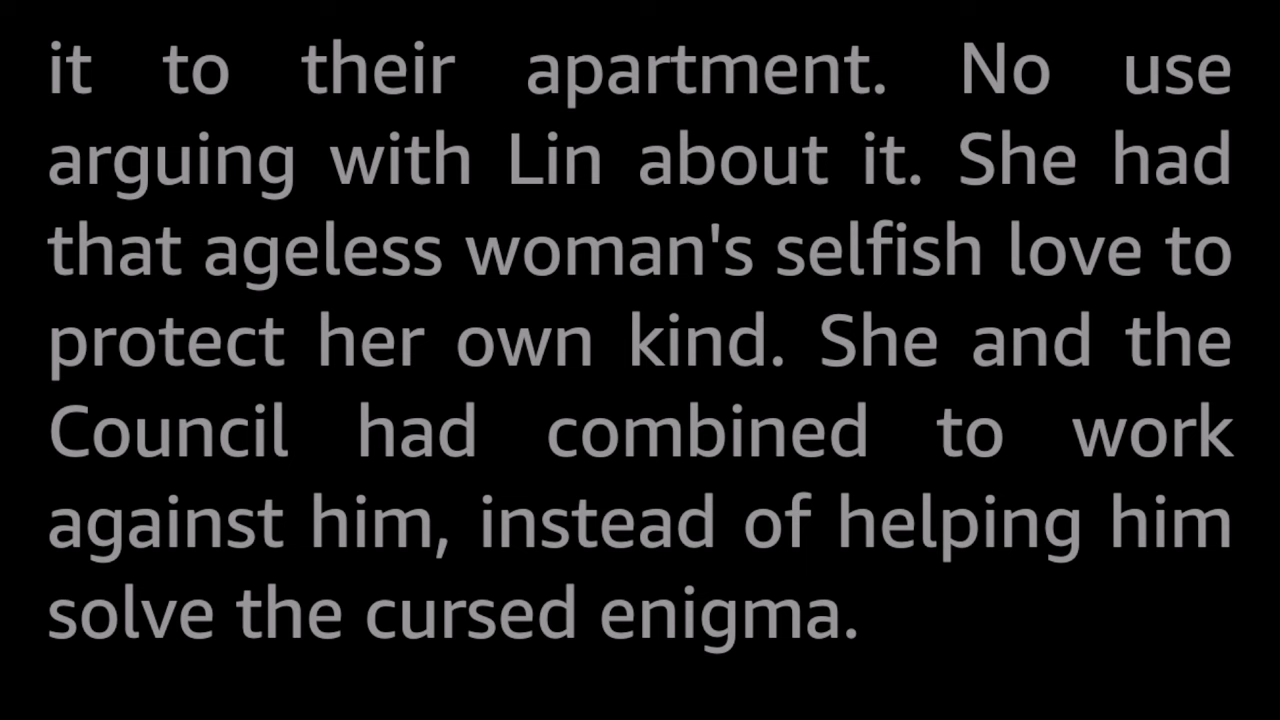 it to their apartment. No use
arguing with Lin about it. She had
that ageless woman's selfish love to
protect her own kind. She and the
Council had combined to work
against him, instead of helping him
solve the cursed enigma.